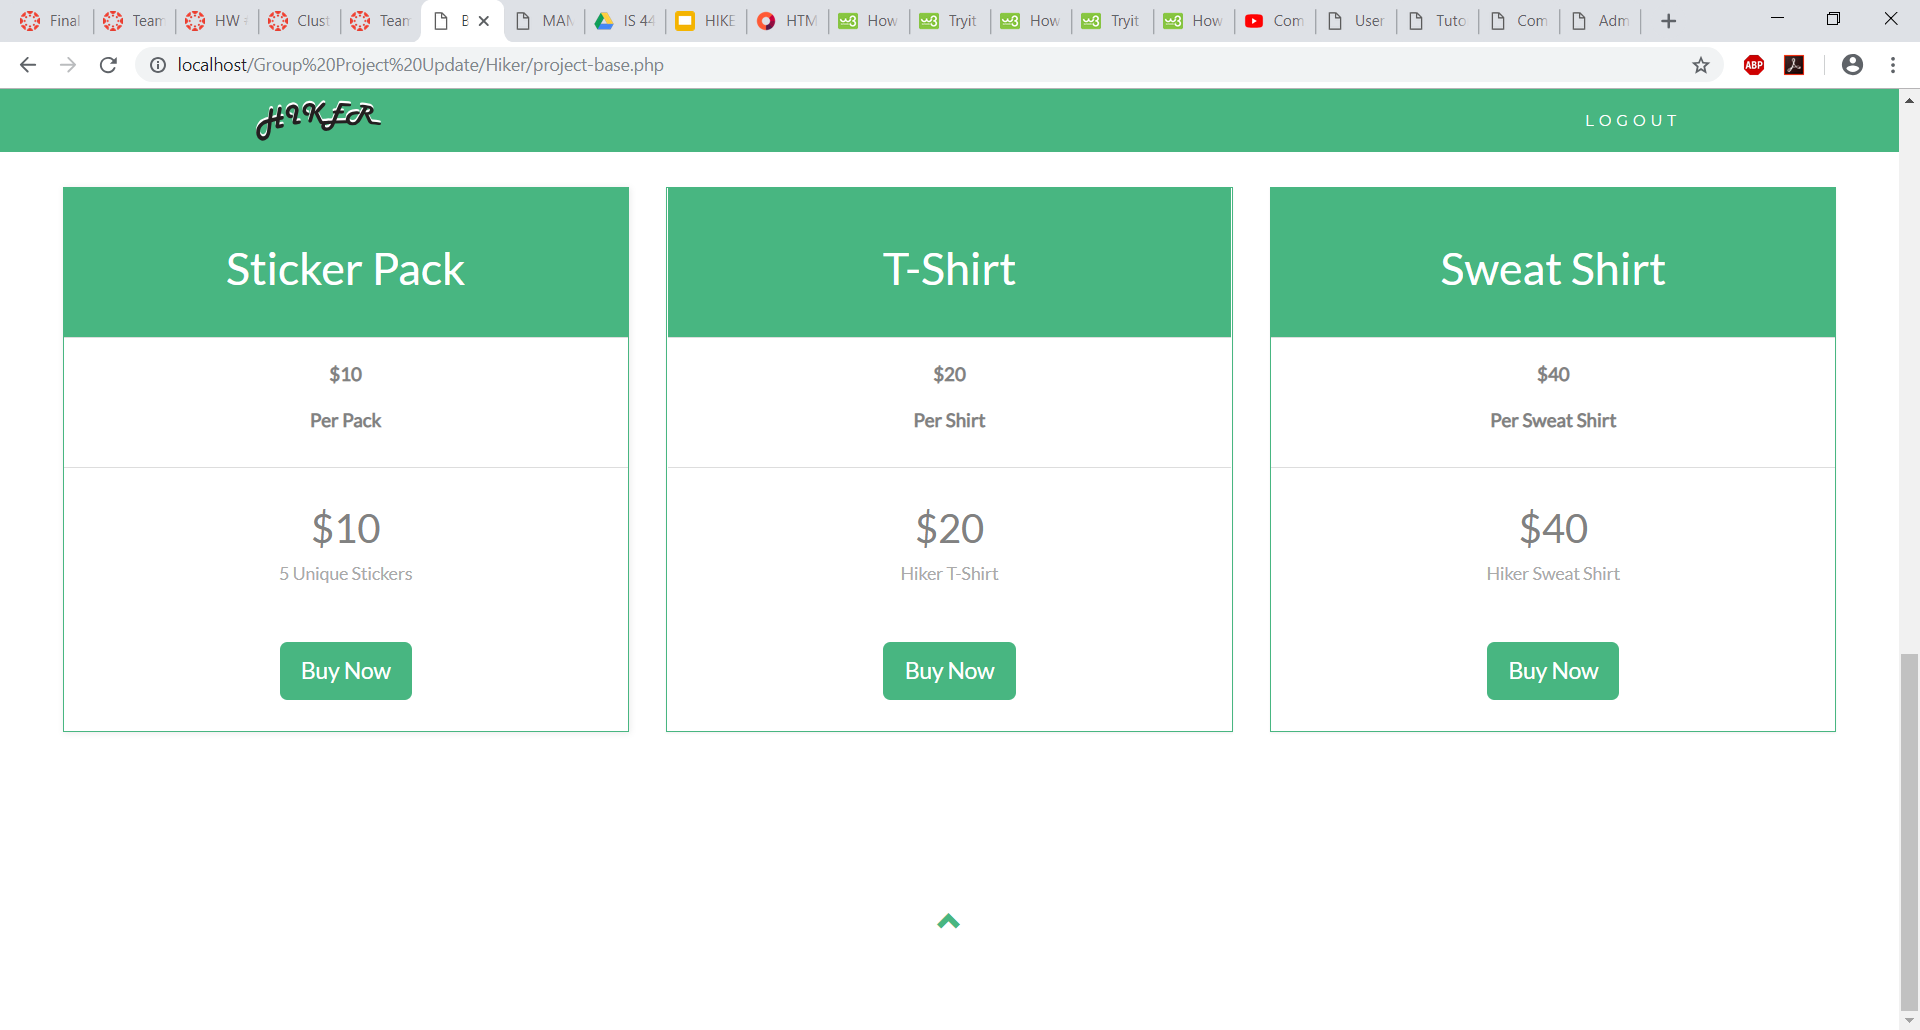 Final Team HW Clust Team B MAM IS 44 HIKE HTM How Tryit How Tryit How Com User Tuto Com Adm
localhost/Group%20Project%20Update/Hiker/project-base.php
ABP
HIKER LOGOUT
Sticker Pack T-Shirt Sweat Shirt
$10 $20 $40
Per Pack Per Shirt Per Sweat Shirt
$10 $20 $40
5 Unique Stickers Hiker T-Shirt Hiker Sweat Shirt
Buy Now Buy Now Buy Now